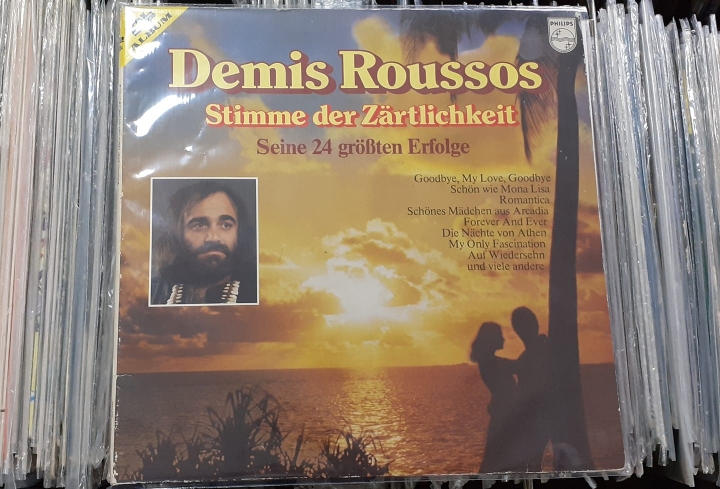 ALBUM
PHILIPS
Demis Roussos
Stimme der Zärtlichkeit
Seine 24 größten Erfolge
Goodbye, My Love, Goodbye
Schön wie Mona Lisa
Romantica
Schönes Mädchen aus Arcadia
Forever And Ever
Die Nächte von Athen
My Only Fascination
Auf Wiedersehn
und viele andere